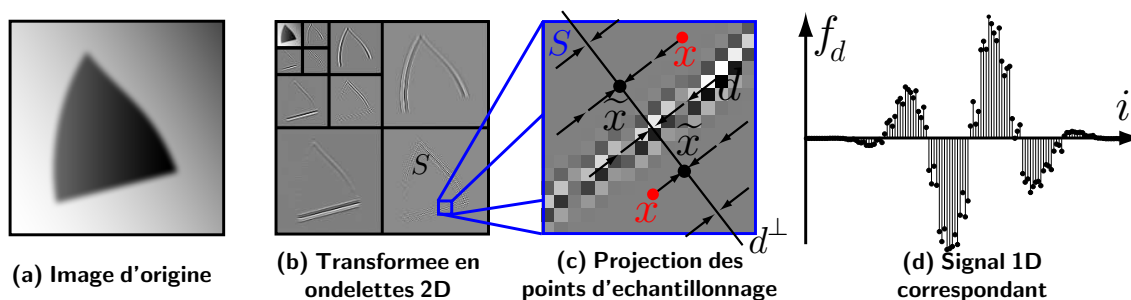 S
S
x
x̃
d
x̃
x
d⊥
f_d
i
(a) Image d'origine
(b) Transformee en
ondelettes 2D
(c) Projection des
points d'echantillonnage
(d) Signal 1D
correspondant